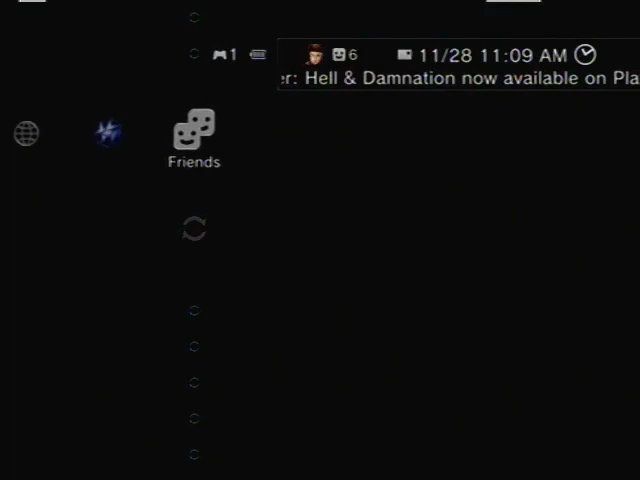 1
6
11/28 11:09 AM
r: Hell & Damnation now available on Pla
Friends